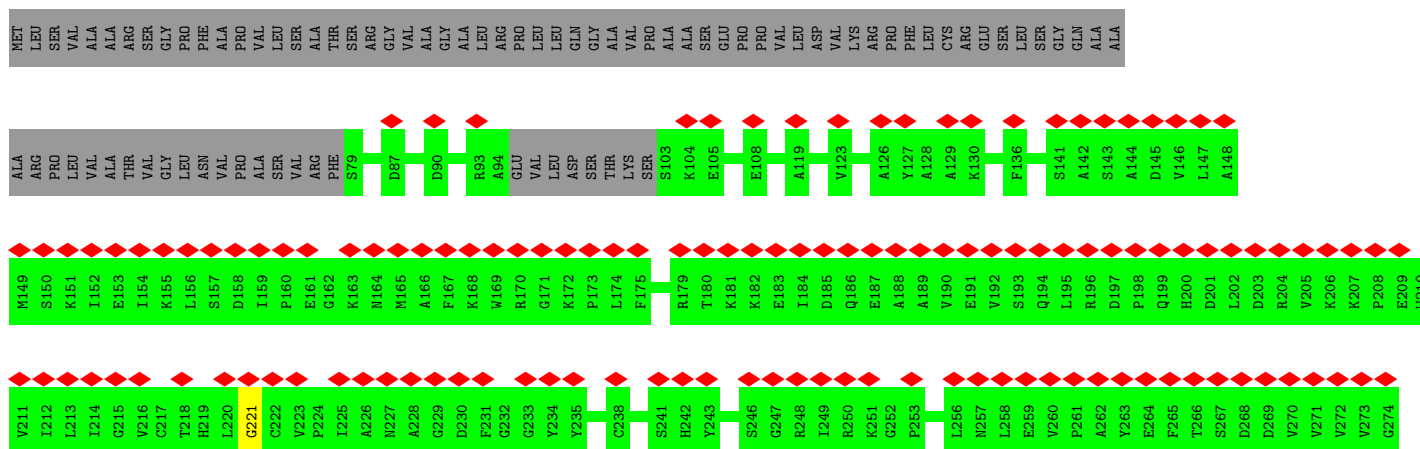 MET LEU SER VAL ALA ALA ARG SER GLY PRO PHE ALA PRO VAL LEU SER ALA THR SER ARG GLY VAL ALA GLY ALA LEU ARG PRO LEU LEU GLN GLY ALA VAL PRO ALA ALA SER GLU PRO PRO VAL LEU ASP VAL LYS ARG PRO PHE LEU CYS ARG GLU SER LEU SER GLY GLN ALA ALA
ALA ARG PRO LEU VAL ALA THR VAL GLY LEU ASN VAL PRO ALA SER VAL ARG PHE S79 D87 D90 R93 A94 GLU VAL LEU ASP SER THR LYS SER S103 K104 E105 E108 A119 V123 A126 Y127 A128 A129 K130 F136 S141 A142 S143 A144 D145 V146 L147 A148
M149 S150 K151 I152 E153 I154 K155 L156 S157 D158 I159 P160 E161 G162 K163 N164 M165 A166 F167 K168 W169 R170 G171 K172 P173 L174 F175 R179 T180 K181 K182 E183 I184 D185 Q186 E187 A188 A189 V190 E191 V192 S193 Q194 L195 R196 D197 P198 Q199 H200 D201 L202 D203 R204 V205 K206 K207 P208 E209
V211 I212 L213 I214 G215 V216 C217 T218 H219 L220 G221 C222 V223 P224 I225 A226 N227 A228 G229 D230 F231 G232 G233 Y234 Y235 C238 S241 H242 Y243 S246 G247 R248 I249 R250 K251 G252 P253 L256 N257 L258 E259 V260 P261 A262 Y263 E264 F265 T266 S267 D268 D269 V270 V271 V272 V273 G274